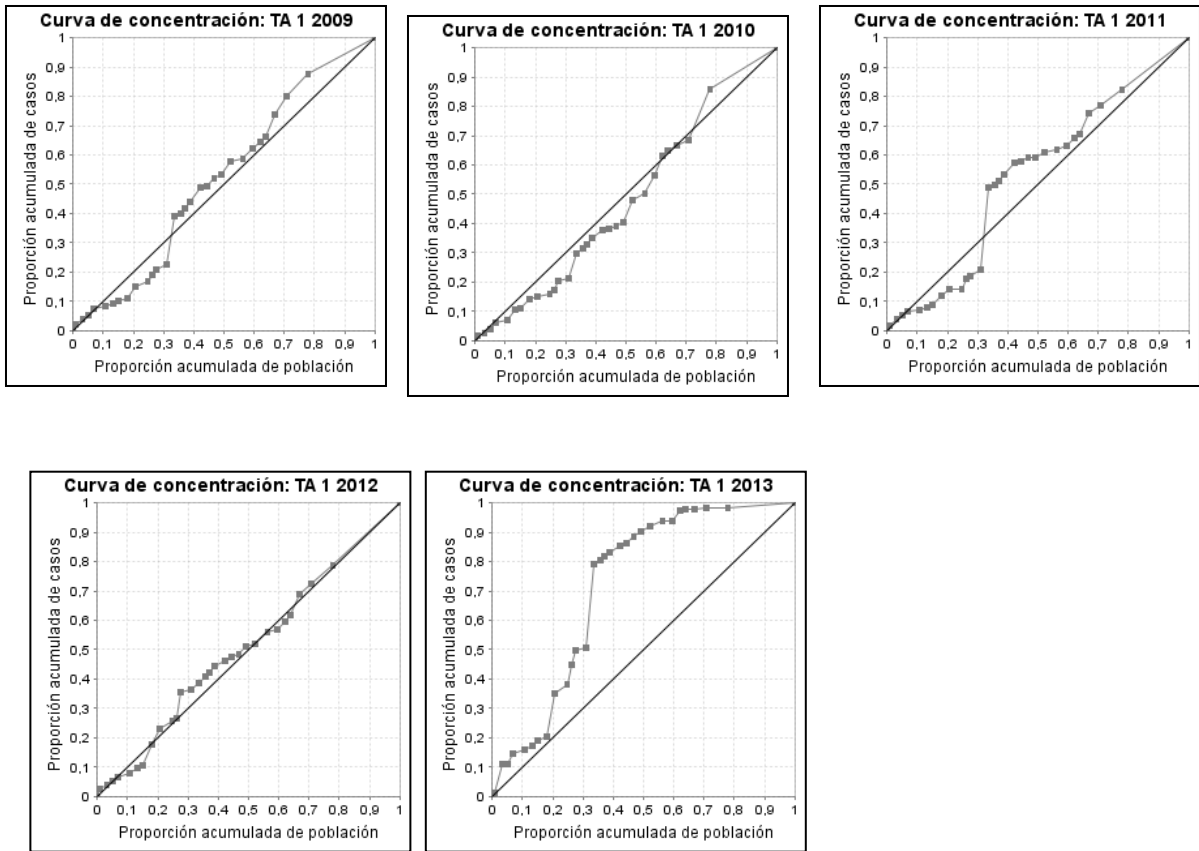 Curva de concentración: TA 1 2009
Proporción acumulada de casos
1
0,9
0,8
0,7
0,6
0,5
0,4
0,3
0,2
0,1
0
0 0,1 0,2 0,3 0,4 0,5 0,6 0,7 0,8 0,9 1
Proporción acumulada de población
Curva de concentración: TA 1 2010
Proporción acumulada de casos
1
0,9
0,8
0,7
0,6
0,5
0,4
0,3
0,2
0,1
0
0 0,1 0,2 0,3 0,4 0,5 0,6 0,7 0,8 0,9 1
Proporción acumulada de población
Curva de concentración: TA 1 2011
Proporción acumulada de casos
1
0,9
0,8
0,7
0,6
0,5
0,4
0,3
0,2
0,1
0
0 0,1 0,2 0,3 0,4 0,5 0,6 0,7 0,8 0,9 1
Proporción acumulada de población
Curva de concentración: TA 1 2012
Proporción acumulada de casos
1
0,9
0,8
0,7
0,6
0,5
0,4
0,3
0,2
0,1
0
0 0,1 0,2 0,3 0,4 0,5 0,6 0,7 0,8 0,9 1
Proporción acumulada de población
Curva de concentración: TA 1 2013
Proporción acumulada de casos
1
0,9
0,8
0,7
0,6
0,5
0,4
0,3
0,2
0,1
0
0 0,1 0,2 0,3 0,4 0,5 0,6 0,7 0,8 0,9 1
Proporción acumulada de población